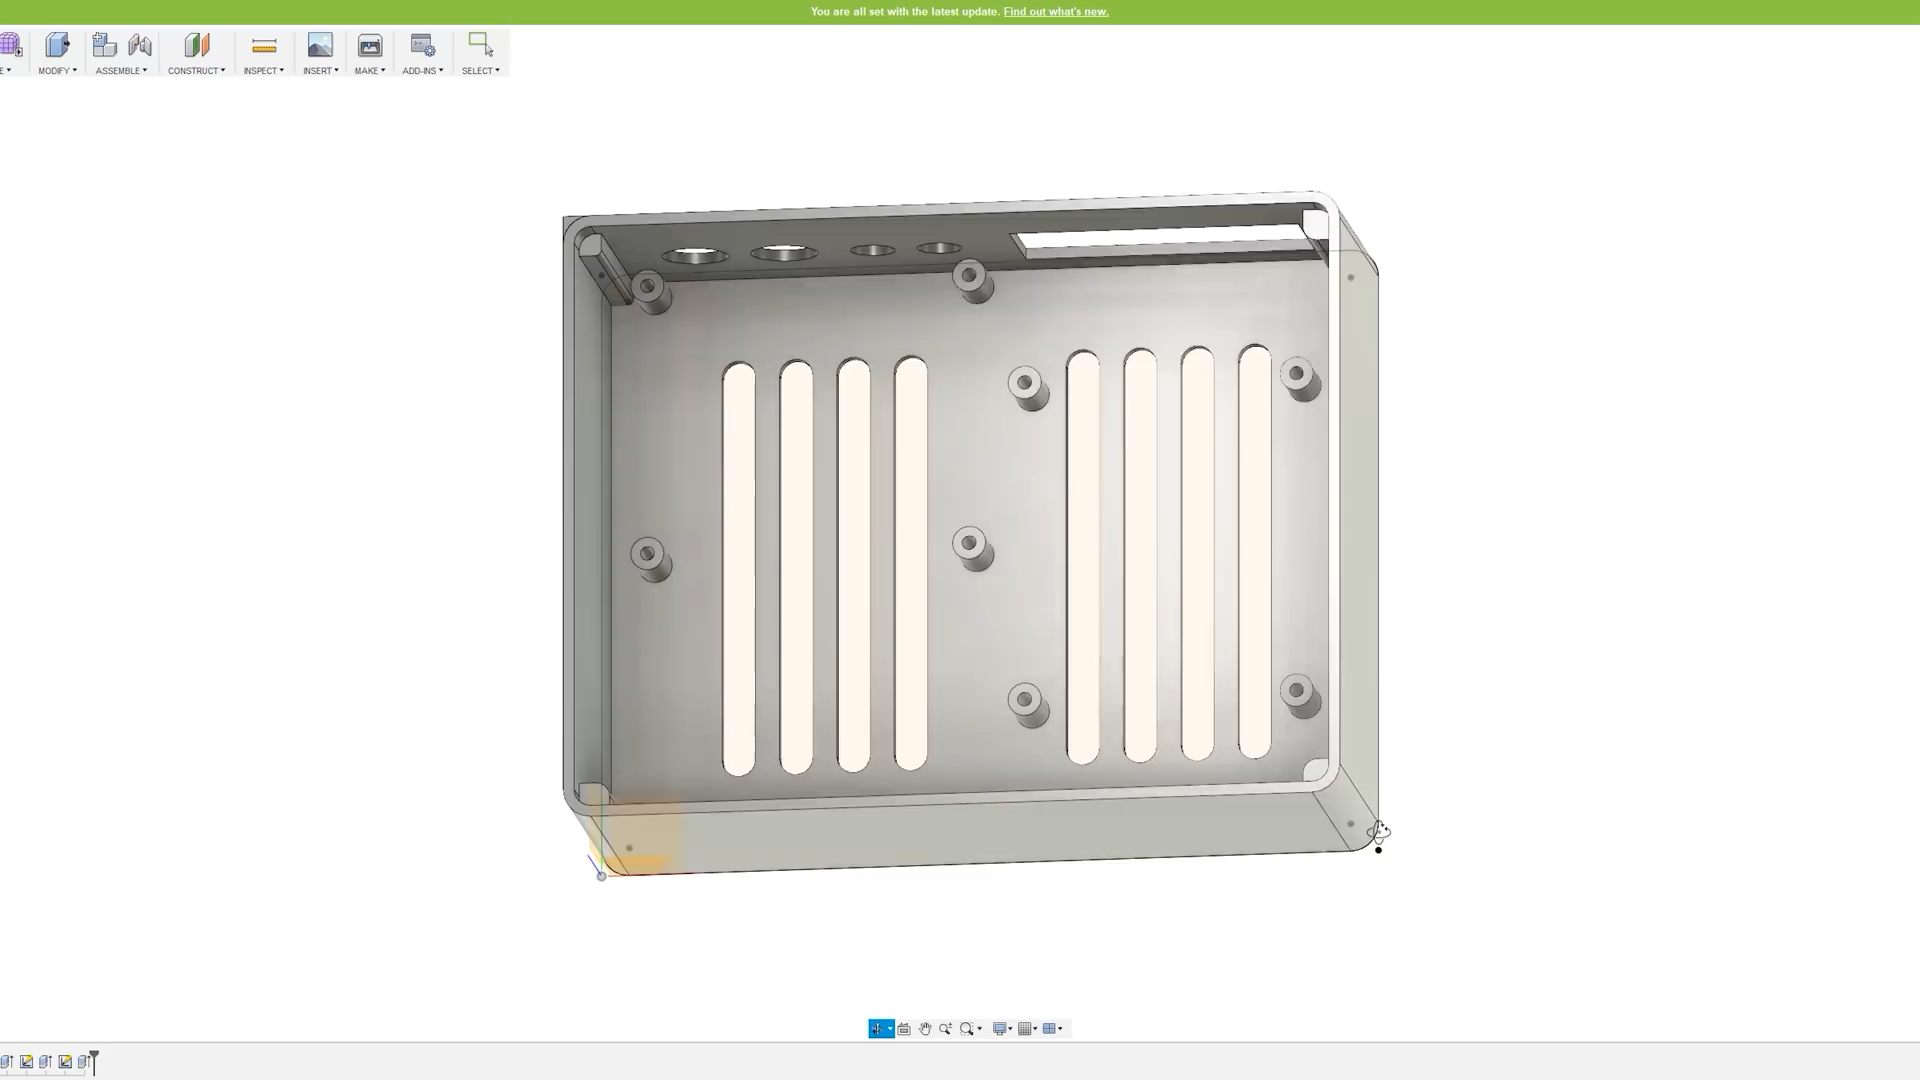 You are all set with the latest update. Find out what's new.
E MODIFY ASSEMBLE CONSTRUCT INSPECT INSERT MAKE ADD-INS SELECT